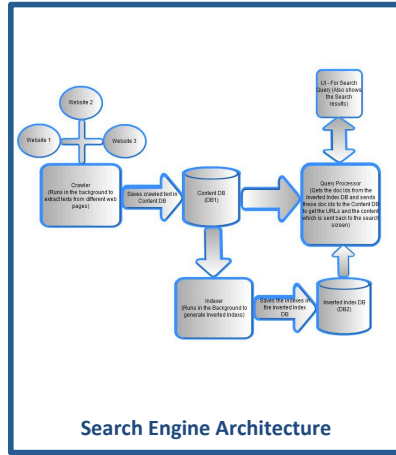 Website 2
Website 1
Website 3
UI - For Search
Query (Also shows
the Search
results)
Crawler
(Runs in the background to
extract texts from different web
pages)
Saves crawled text in
Content DB
Content DB
(DB1)
Query Processor
(Gets the doc ids from the
Inverted Index DB and sends
these doc ids to the Content DB
to get the URLs and the content
which is sent back to the search
screen)
Indexer
(Runs in the Background to
generate Inverted Indexs)
Saves the Indexes in
the Inverted Index
DB
Inverted Index DB
(DB2)
Search Engine Architecture